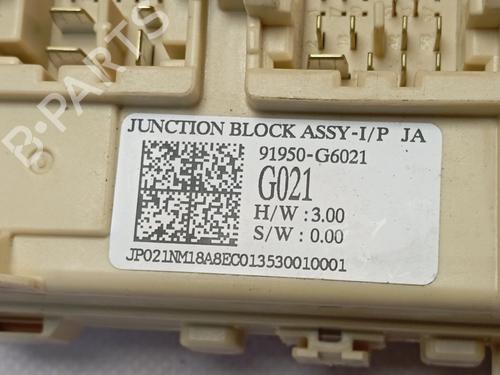 B-PARTS
JUNCTION BLOCK ASSY-I/P JA
91950-G6021
G021
H/W : 3.00
S/W : 0.00
JP021NM18A8EC013530010001